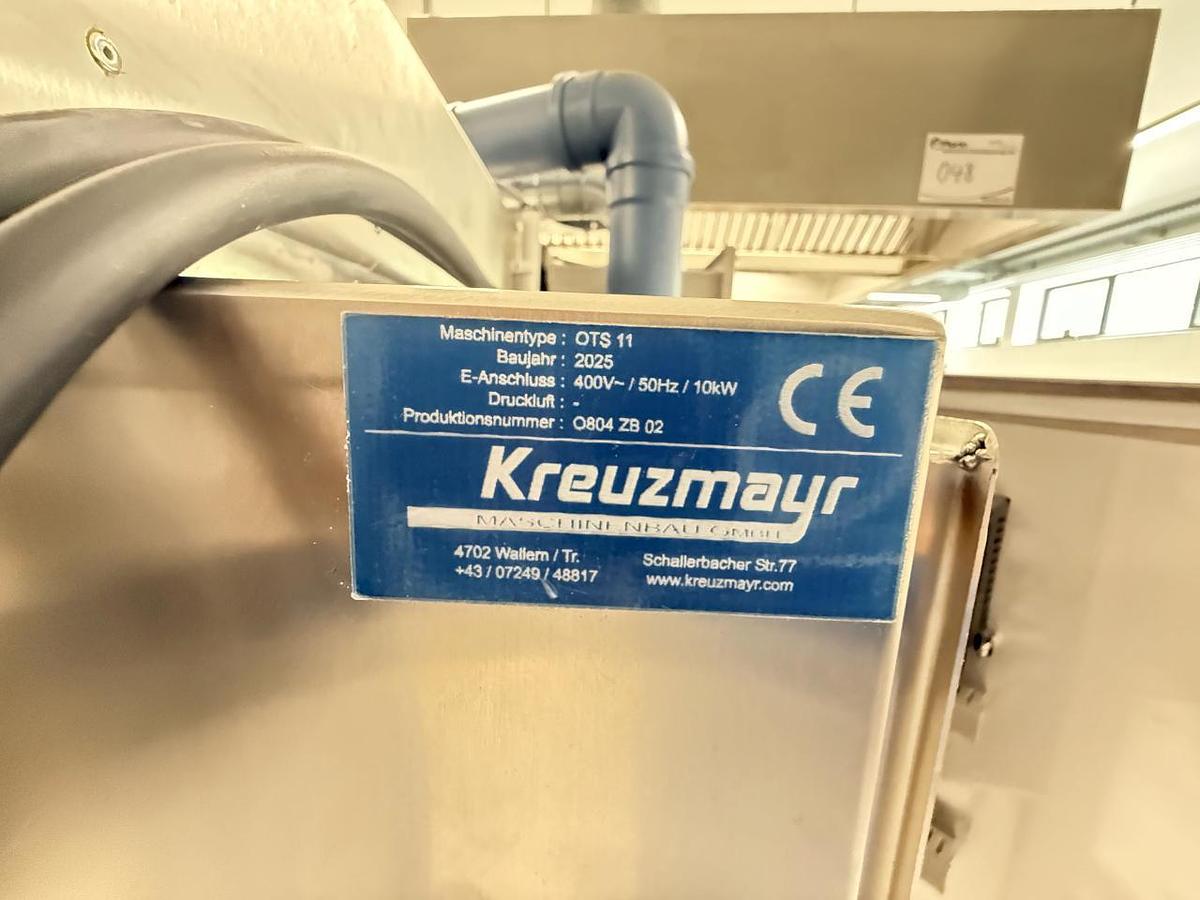 048
Maschinentype : OTS 11
Baujahr : 2025
E-Anschluss : 400V~ / 50Hz / 10kW
Druckluft : -
Produktionsnummer : O804 ZB 02
CE
Kreuzmayr
MASCHINENBAU GMBH
4702 Wallern / Tr.
Schallerbacher Str.77
+43 / 07249 / 48817
www.kreuzmayr.com